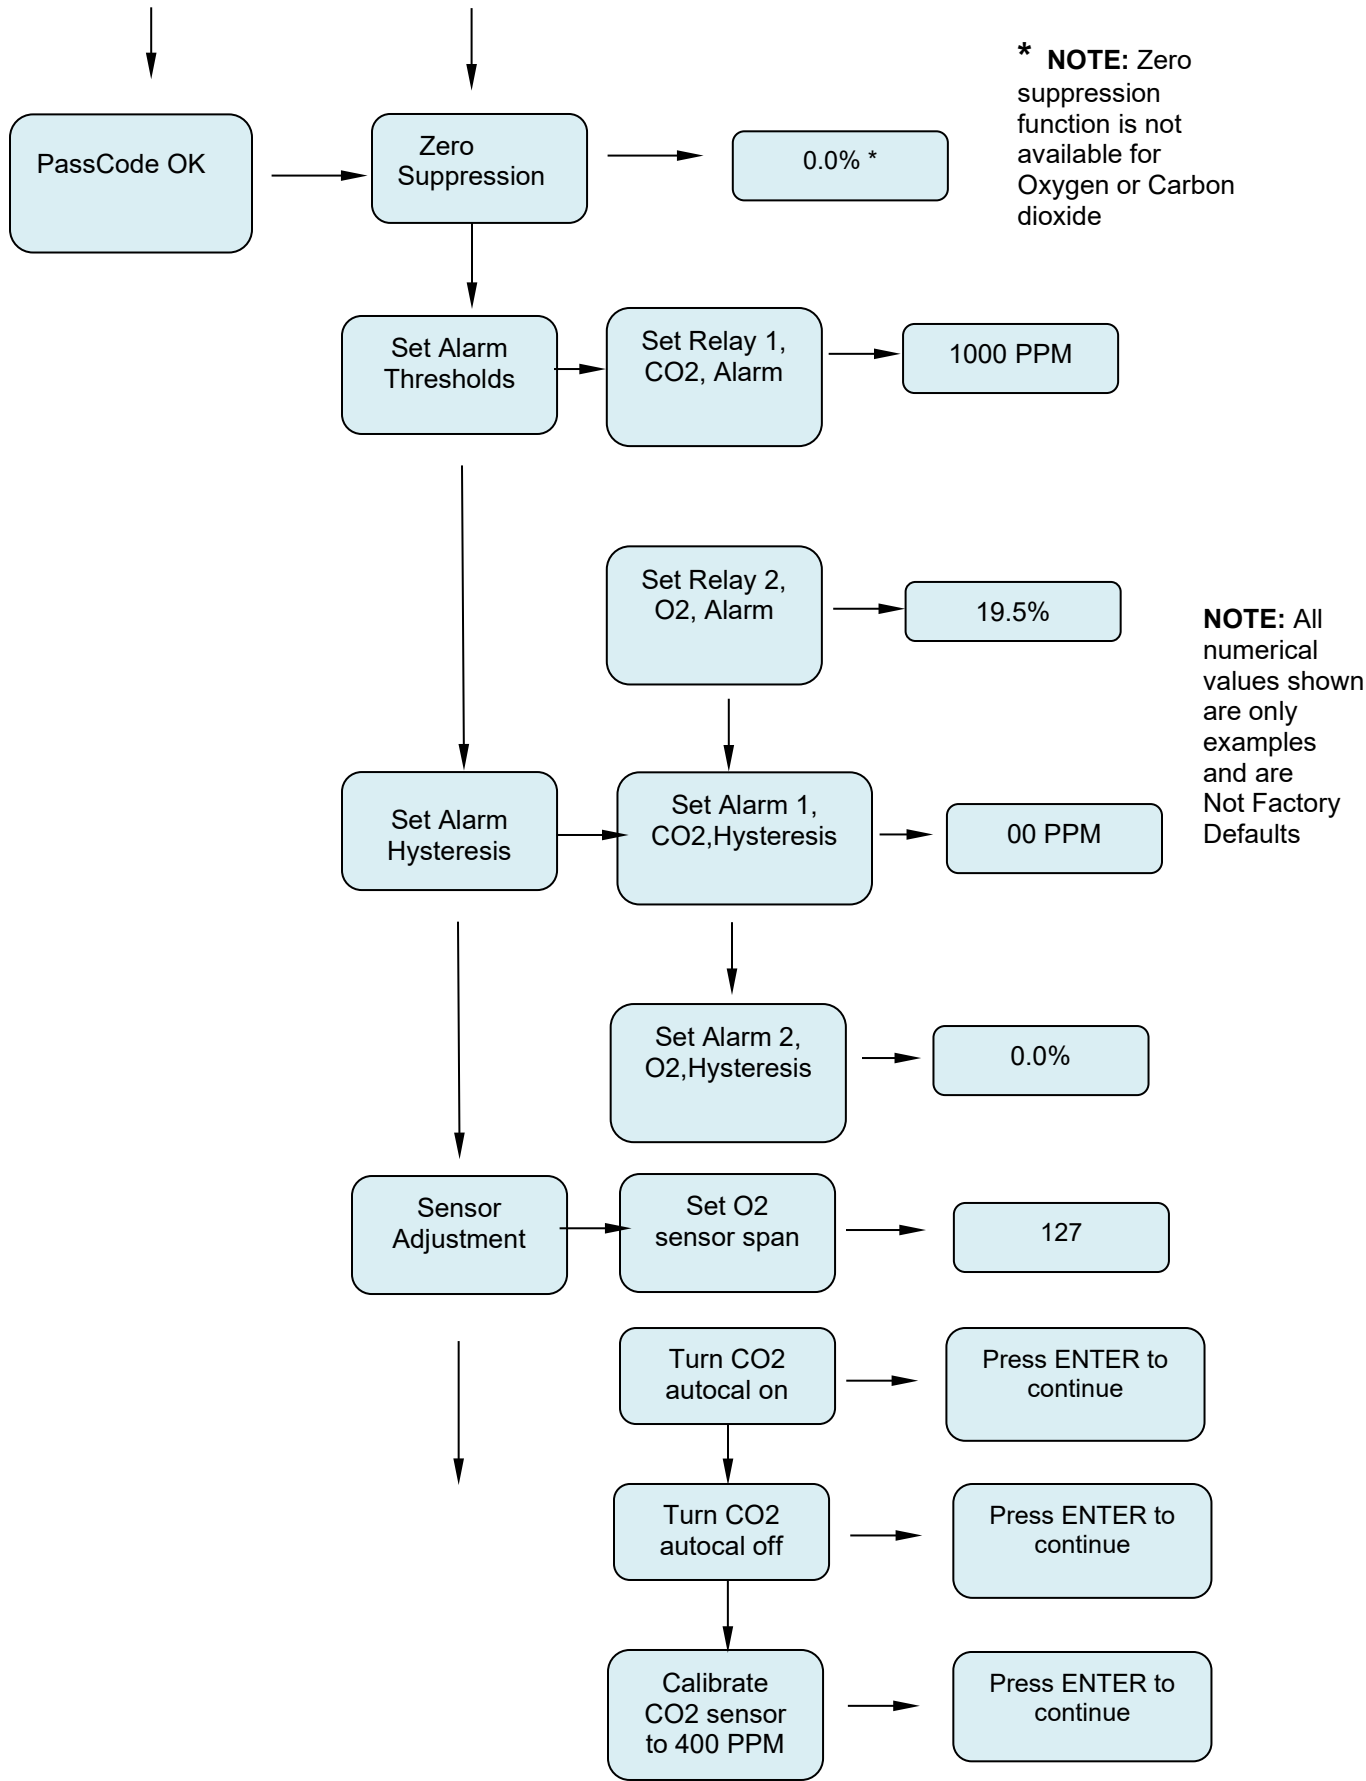 * NOTE: Zero
suppression
function is not
available for
Oxygen or Carbon
dioxide
PassCode OK
Zero
Suppression
0.0% *
Set Alarm
Thresholds
Set Relay 1,
CO2, Alarm
1000 PPM
Set Relay 2,
O2, Alarm
19.5%
NOTE: All
numerical
values shown
are only
examples
and are
Not Factory
Defaults
Set Alarm
Hysteresis
Set Alarm 1,
CO2,Hysteresis
00 PPM
Set Alarm 2,
O2,Hysteresis
0.0%
Sensor
Adjustment
Set O2
sensor span
127
Turn CO2
autocal on
Press ENTER to
continue
Turn CO2
autocal off
Press ENTER to
continue
Calibrate
CO2 sensor
to 400 PPM
Press ENTER to
continue